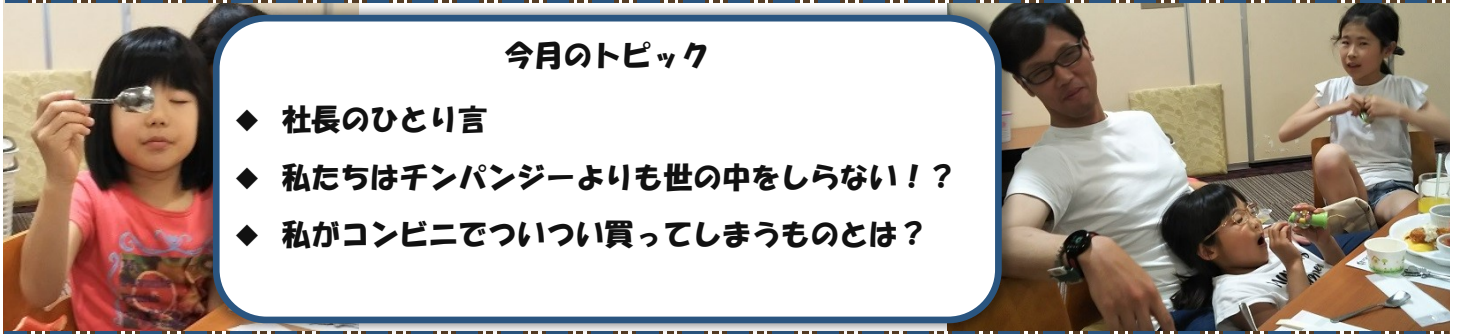 今月のトピック
◆ 社長のひとり言
◆ 私たちはチンパンジーよりも世の中をしらない！？
◆ 私がコンビニでついつい買ってしまうものとは？